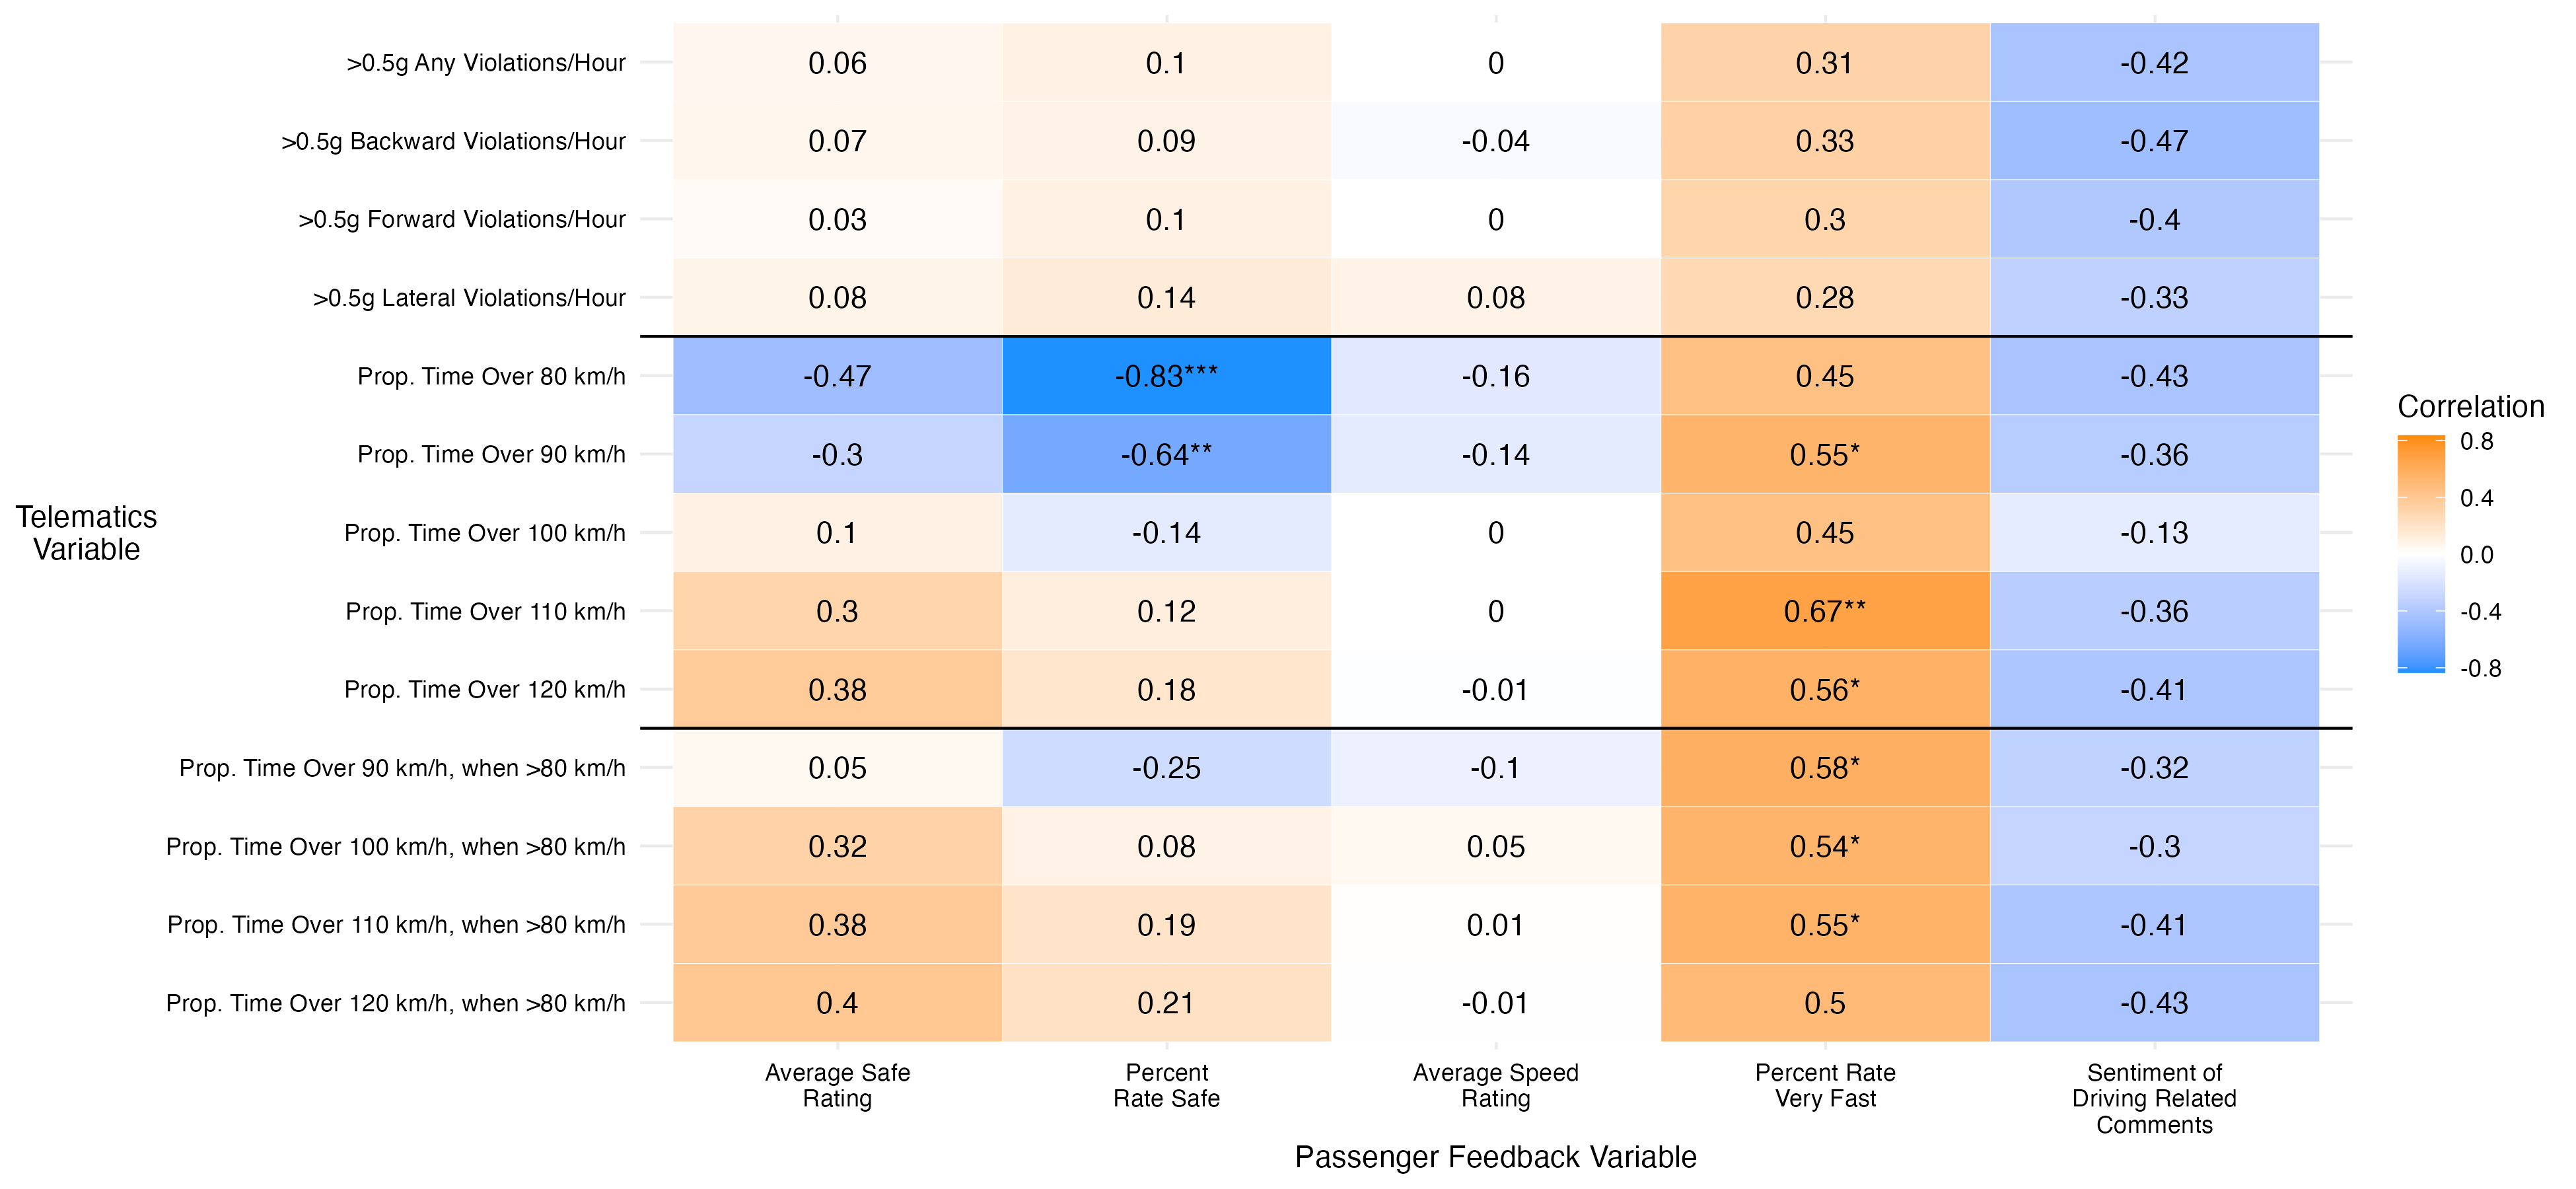 >0.5g Any Violations/Hour 0.06 0.1 0 0.31 -0.42
>0.5g Backward Violations/Hour 0.07 0.09 -0.04 0.33 -0.47
>0.5g Forward Violations/Hour 0.03 0.1 0 0.3 -0.4
>0.5g Lateral Violations/Hour 0.08 0.14 0.08 0.28 -0.33
Prop. Time Over 80 km/h -0.47 -0.83*** -0.16 0.45 -0.43
Prop. Time Over 90 km/h -0.3 -0.64** -0.14 0.55* -0.36
Prop. Time Over 100 km/h 0.1 -0.14 0 0.45 -0.13
Prop. Time Over 110 km/h 0.3 0.12 0 0.67** -0.36
Prop. Time Over 120 km/h 0.38 0.18 -0.01 0.56* -0.41
Prop. Time Over 90 km/h, when >80 km/h 0.05 -0.25 -0.1 0.58* -0.32
Prop. Time Over 100 km/h, when >80 km/h 0.32 0.08 0.05 0.54* -0.3
Prop. Time Over 110 km/h, when >80 km/h 0.38 0.19 0.01 0.55* -0.41
Prop. Time Over 120 km/h, when >80 km/h 0.4 0.21 -0.01 0.5 -0.43
Telematics
Variable
Average Safe
Rating
Percent
Rate Safe
Average Speed
Rating
Percent Rate
Very Fast
Sentiment of
Driving Related
Comments
Passenger Feedback Variable
Correlation
0.8
0.4
0.0
-0.4
-0.8